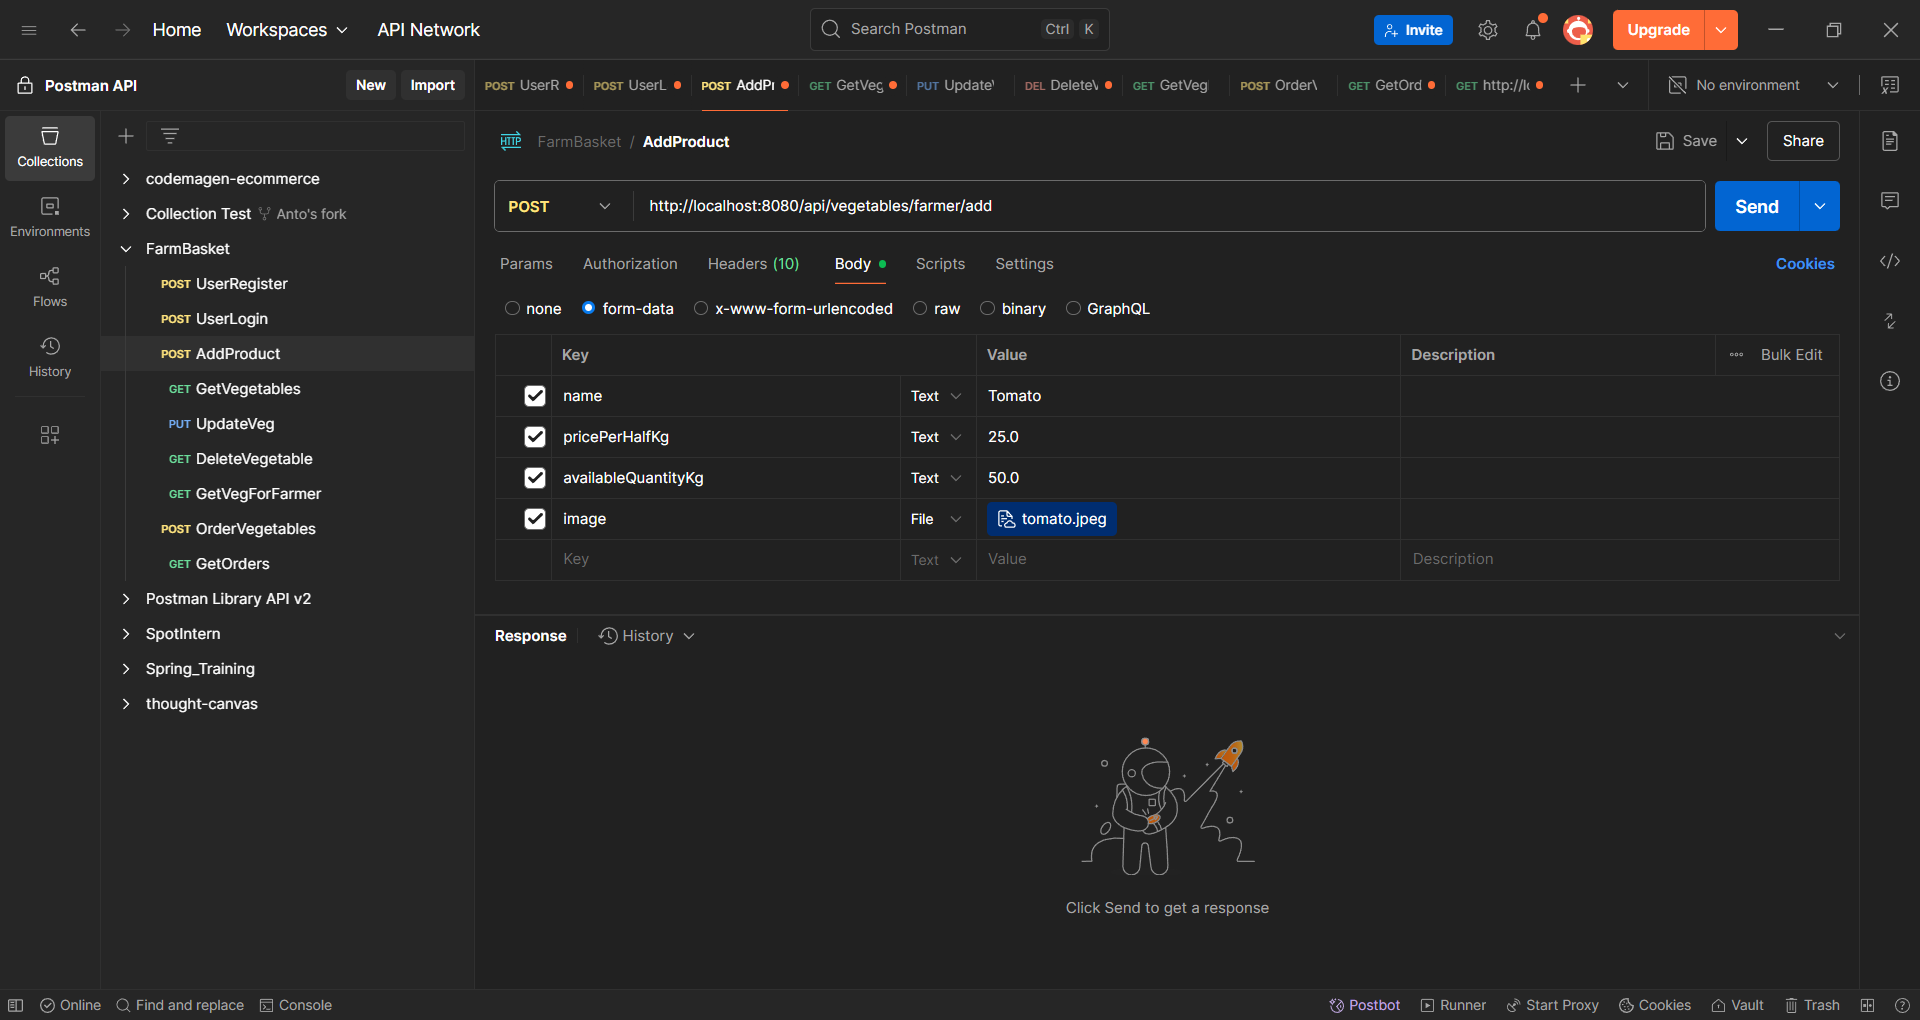 Home Workspaces API Network Search Postman Ctrl K Invite Upgrade
Postman API New Import POST UserR POST UserL POST AddPr GET GetVeg PUT Update DEL Delete GET GetVeg POST Order GET GetOrd GET http://l No environment
Collections
Environments
Flows
History
codemagen-ecommerce
Collection Test Anto's fork
FarmBasket
POST UserRegister
POST UserLogin
POST AddProduct
GET GetVegetables
PUT UpdateVeg
GET DeleteVegetable
GET GetVegForFarmer
POST OrderVegetables
GET GetOrders
Postman Library API v2
SpotIntern
Spring_Training
thought-canvas
HTTP FarmBasket / AddProduct Save Share
POST http://localhost:8080/api/vegetables/farmer/add Send
Params Authorization Headers (10) Body Scripts Settings Cookies
none form-data x-www-form-urlencoded raw binary GraphQL
Key Value Description Bulk Edit
name Text Tomato
pricePerHalfKg Text 25.0
availableQuantityKg Text 50.0
image File tomato.jpeg
Key Text Value Description
Response History
Click Send to get a response
Online Find and replace Console Postbot Runner Start Proxy Cookies Vault Trash